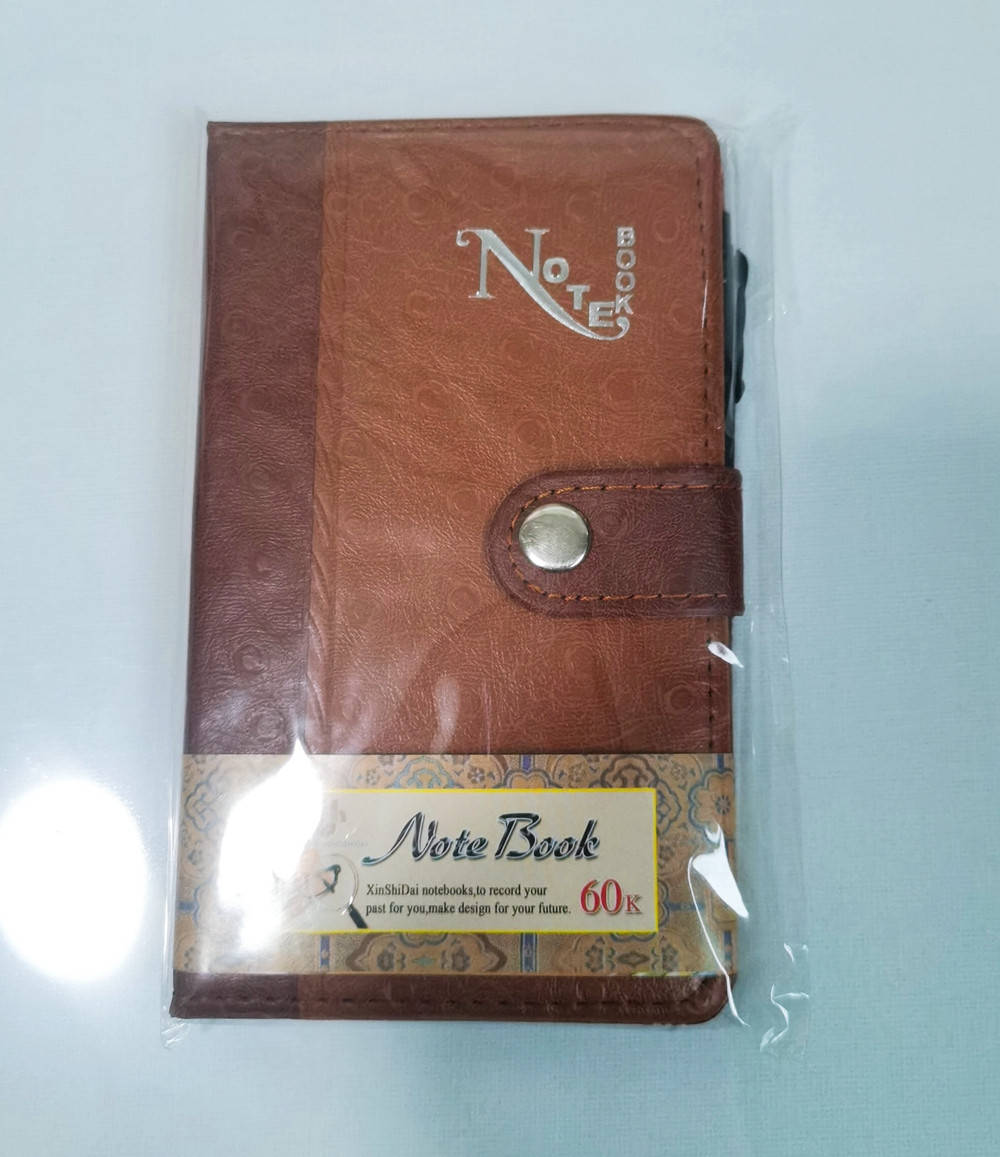 NOTE
BOOK
Note Book
XinShiDai notebooks,to record your
past for you,make design for your future.
60K